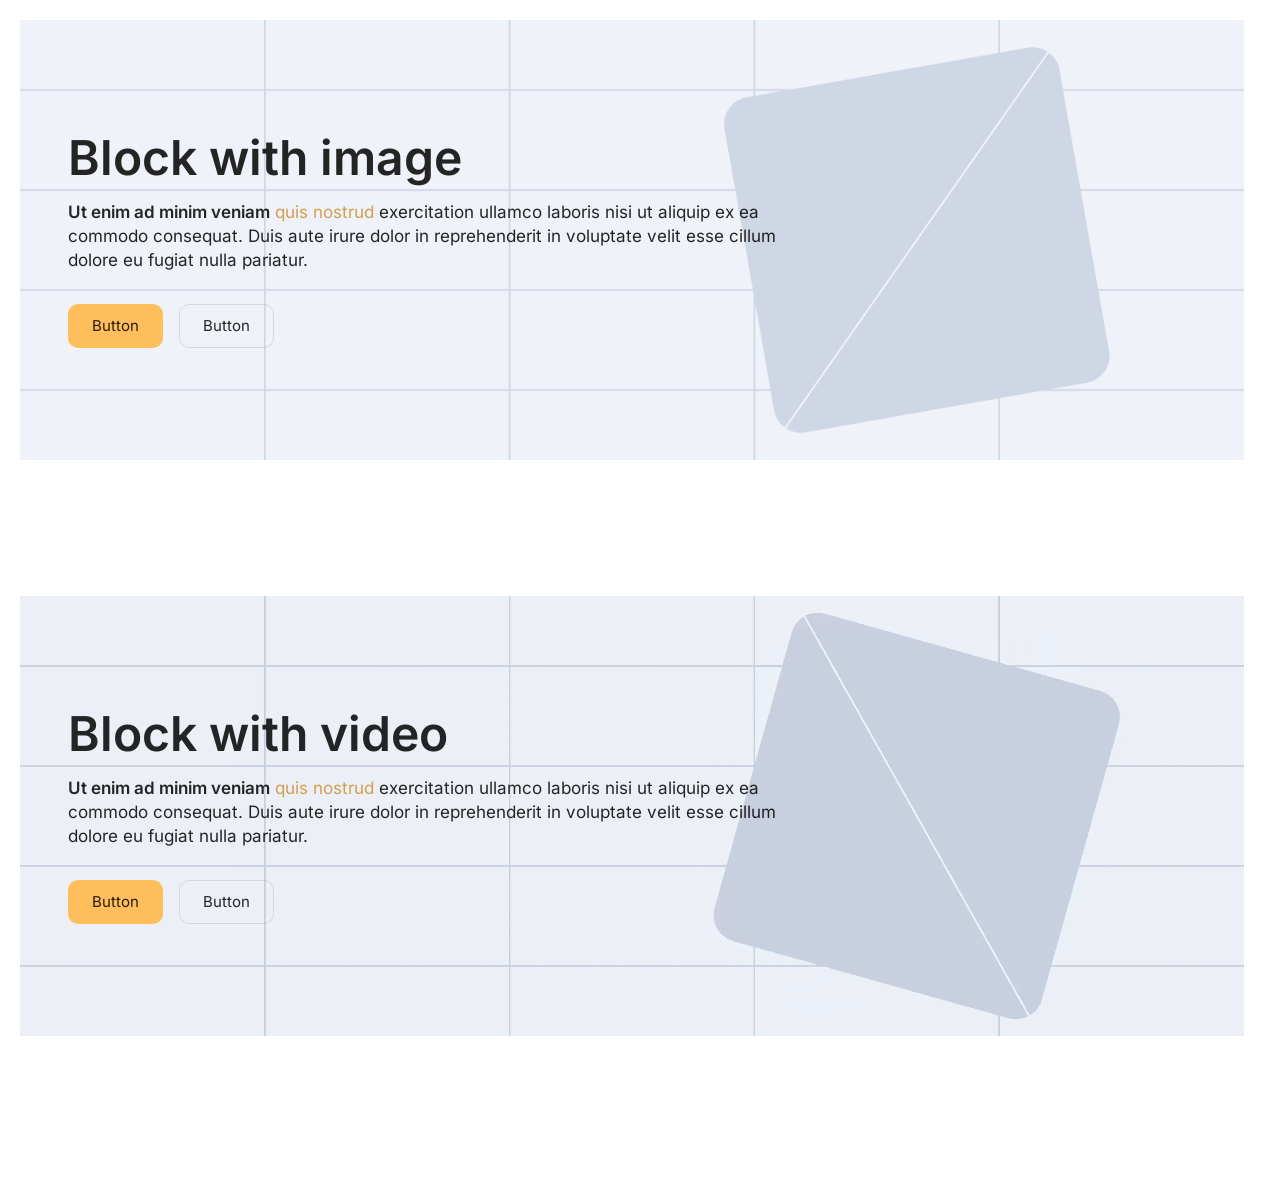 Block with image
Ut enim ad minim veniam quis nostrud exercitation ullamco laboris nisi ut aliquip ex ea
commodo consequat. Duis aute irure dolor in reprehenderit in voluptate velit esse cillum
dolore eu fugiat nulla pariatur.
Button Button
Block with video
Ut enim ad minim veniam quis nostrud exercitation ullamco laboris nisi ut aliquip ex ea
commodo consequat. Duis aute irure dolor in reprehenderit in voluptate velit esse cillum
dolore eu fugiat nulla pariatur.
Button Button